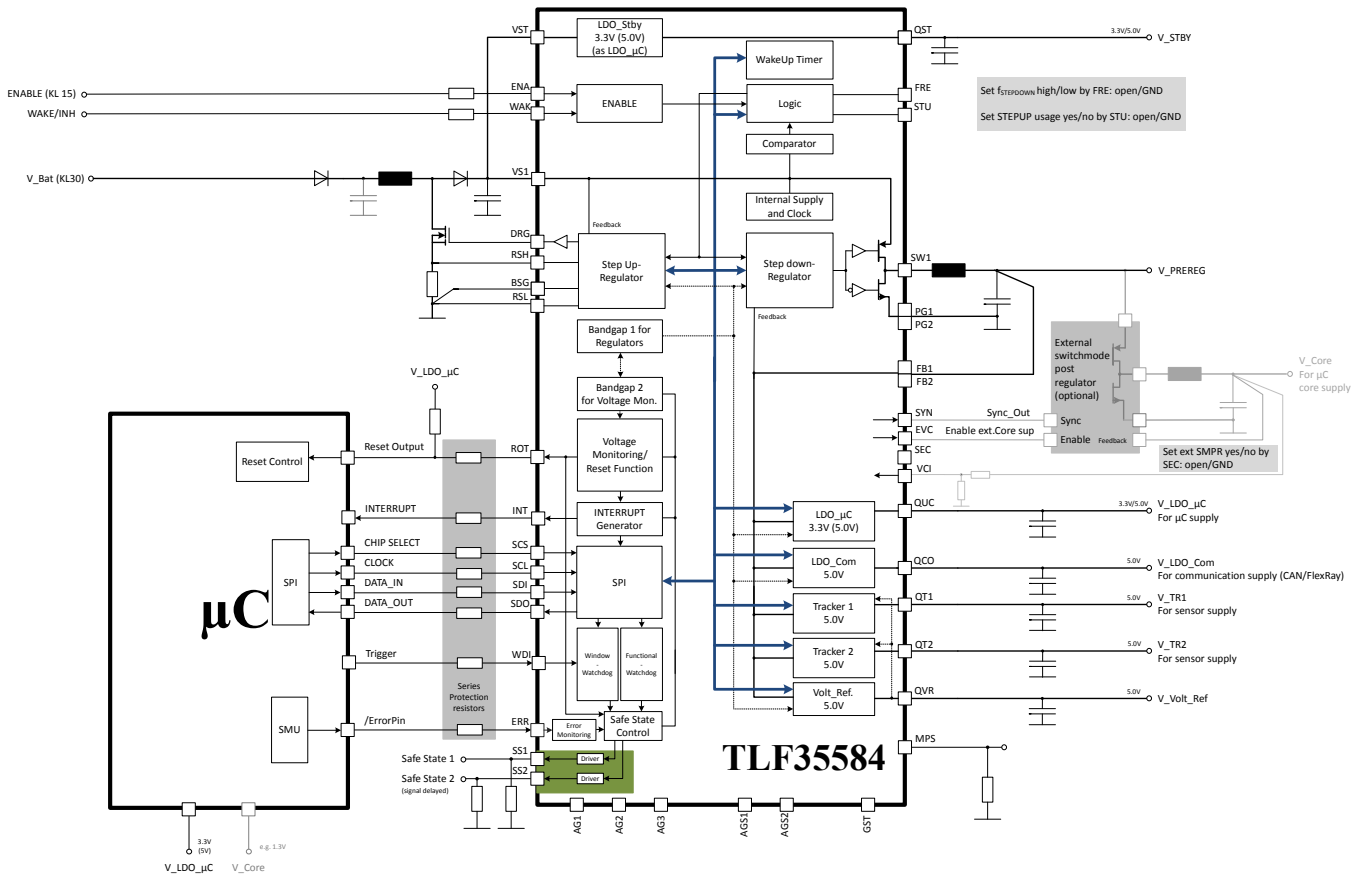 VST
LDO_Stby
3.3V (5.0V)
(as LDO_µC)
QST
3.3V/5.0V
V_STBY
WakeUp Timer
ENABLE (KL 15)
ENA
WAKE/INH
WAK
ENABLE
Logic
FRE
STU
Set fSTEPDOWN high/low by FRE: open/GND
Set STEPUP usage yes/no by STU: open/GND
Comparator
V_Bat (KL30)
VS1
Internal Supply
and Clock
Feedback
DRG
RSH
BSG
RSL
Step Up-
Regulator
Step down-
Regulator
Feedback
SW1
V_PREREG
PG1
PG2
Bandgap 1 for
Regulators
External
switchmode
post
regulator
(optional)
V_Core
For µC
core supply
FB1
FB2
V_LDO_µC
Bandgap 2
for Voltage Mon.
SYN
Sync_Out
Sync
EVC
Enable ext.Core sup
Enable
Feedback
SEC
VCI
Set ext SMPR yes/no by
SEC: open/GND
Reset Control
Reset Output
ROT
Voltage
Monitoring/
Reset Function
INTERRUPT
INT
INTERRUPT
Generator
LDO_µC
3.3V (5.0V)
QUC
3.3V/5.0V
V_LDO_µC
For µC supply
SPI
CHIP SELECT
SCS
CLOCK
SCL
DATA_IN
SDI
DATA_OUT
SDO
SPI
LDO_Com
5.0V
QCO
5.0V
V_LDO_Com
For communication supply (CAN/FlexRay)
µC
Tracker 1
5.0V
QT1
5.0V
V_TR1
For sensor supply
Trigger
WDI
Window
-
Watchdog
Functional
-
Watchdog
Tracker 2
5.0V
QT2
5.0V
V_TR2
For sensor supply
Series
Protection
resistors
Volt_Ref.
5.0V
QVR
5.0V
V_Volt_Ref
SMU
/ErrorPin
ERR
Error
Monitoring
Safe State
Control
MPS
TLF35584
Safe State 1
SS1
Driver
Safe State 2
(signal delayed)
SS2
Driver
AG1
AG2
AG3
AGS1
AGS2
GST
3.3V
(5V)
e.g. 1.3V
V_LDO_µC
V_Core